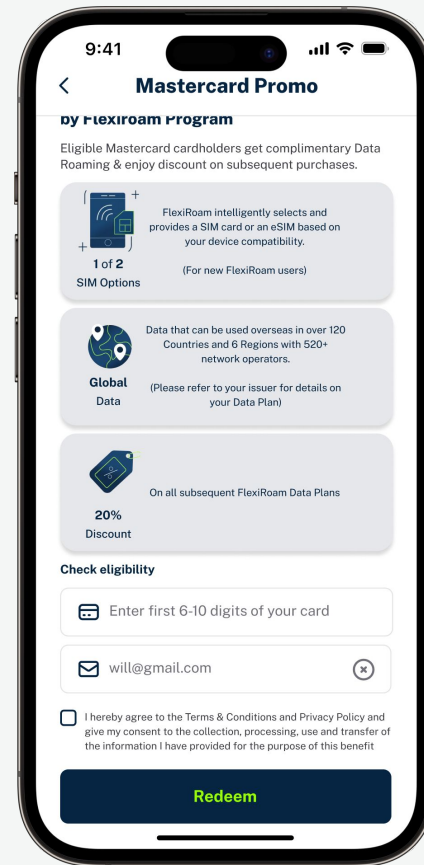 9:41
Mastercard Promo
by Flexiroam Program
Eligible Mastercard cardholders get complimentary Data
Roaming & enjoy discount on subsequent purchases.
1 of 2
SIM Options
FlexiRoam intelligently selects and
provides a SIM card or an eSIM based on
your device compatibility.
(For new FlexiRoam users)
Global
Data
Data that can be used overseas in over 120
Countries and 6 Regions with 520+
network operators.
(Please refer to your issuer for details on
your Data Plan)
%
20%
Discount
On all subsequent FlexiRoam Data Plans
Check eligibility
Enter first 6-10 digits of your card
will@gmail.com
I hereby agree to the Terms & Conditions and Privacy Policy and
give my consent to the collection, processing, use and transfer of
the information I have provided for the purpose of this benefit
Redeem